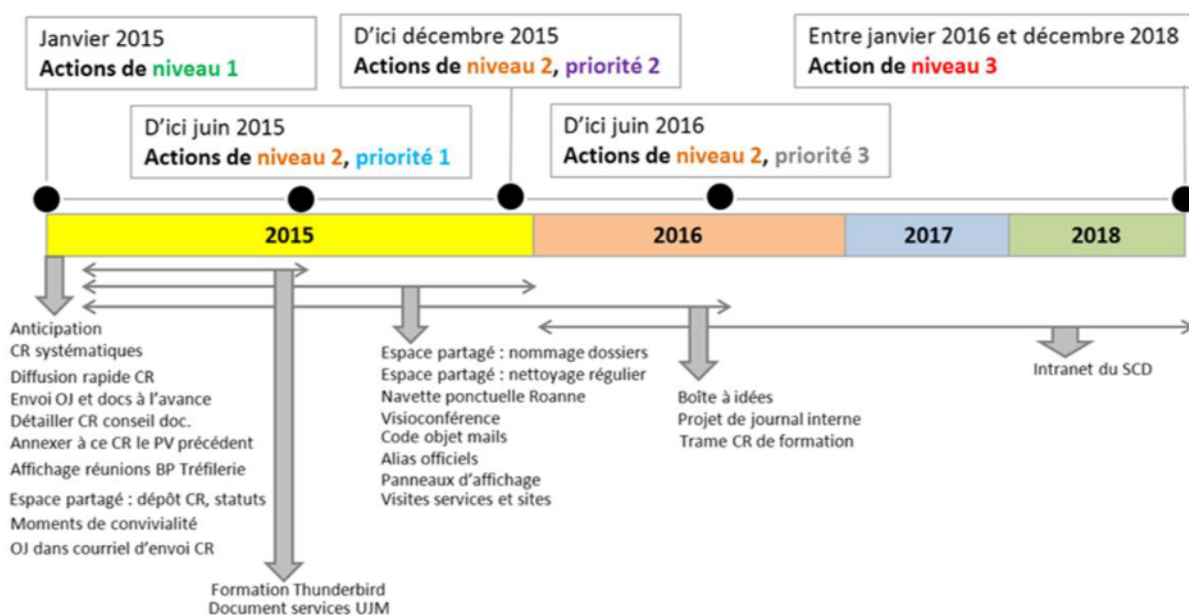 Janvier 2015
Actions de niveau 1
D'ici décembre 2015
Actions de niveau 2, priorité 2
Entre janvier 2016 et décembre 2018
Action de niveau 3
D'ici juin 2015
Actions de niveau 2, priorité 1
D'ici juin 2016
Actions de niveau 2, priorité 3
2015
2016
2017
2018
Anticipation
CR systématiques
Diffusion rapide CR
Envoi OJ et docs à l'avance
Détailler CR conseil doc.
Annexer à ce CR le PV précédent
Affichage réunions BP Tréfilerie
Espace partagé : dépôt CR, statuts
Moments de convivialité
OJ dans courriel d'envoi CR
Formation Thunderbird
Document services UJM
Espace partagé : nommage dossiers
Espace partagé : nettoyage régulier
Navette ponctuelle Roanne
Visioconférence
Code objet mails
Alias officiels
Panneaux d'affichage
Visites services et sites
Boîte à idées
Projet de journal interne
Trame CR de formation
Intranet du SCD